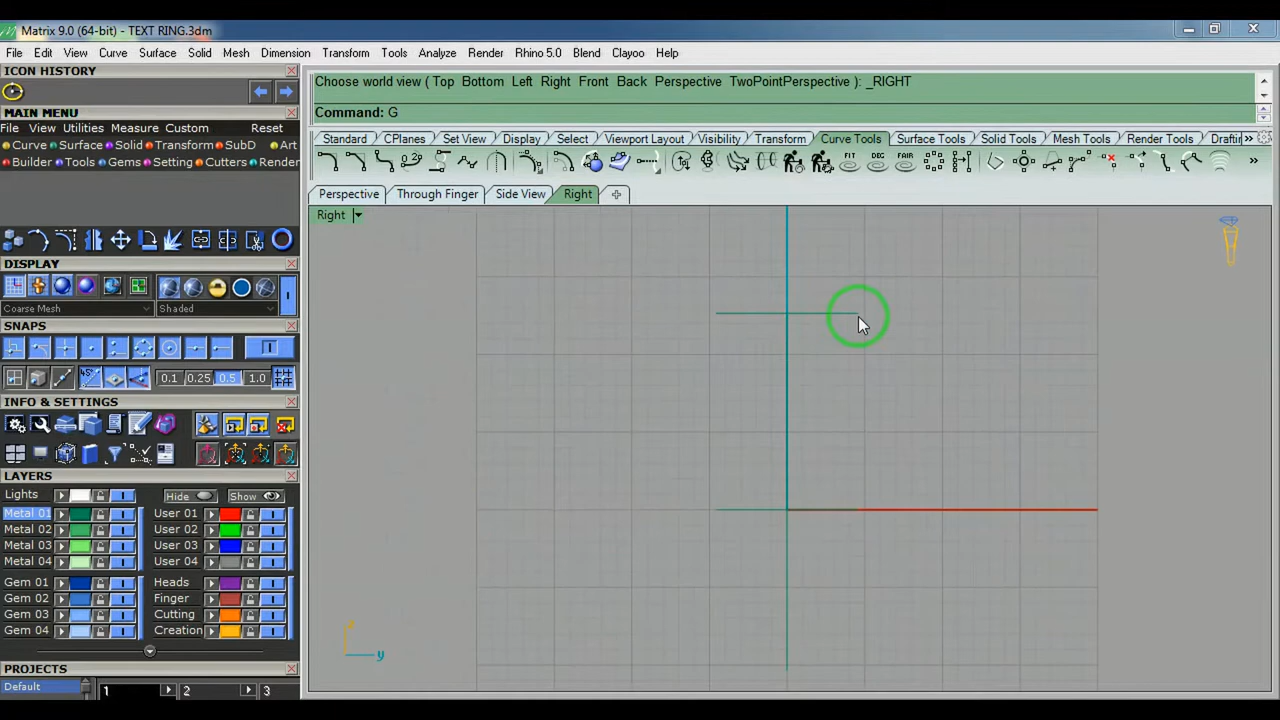 Matrix 9.0 (64-bit) - TEXT RING.3dm
File Edit View Curve Surface Solid Mesh Dimension Transform Tools Analyze Render Rhino 5.0 Blend Clayoo Help
ICON HISTORY
MAIN MENU
File View Utilities Measure Custom Reset
Curve Surface Solid Transform SubD Art
Builder Tools Gems Setting Cutters Render
DISPLAY
Coarse Mesh Shaded
SNAPS
0.1 0.25 0.5 1.0
INFO & SETTINGS
LAYERS
Lights Hide Show
Metal 01 User 01
Metal 02 User 02
Metal 03 User 03
Metal 04 User 04
Gem 01 Heads
Gem 02 Finger
Gem 03 Cutting
Gem 04 Creation
PROJECTS
Default 1 2 3
Choose world view ( Top Bottom Left Right Front Back Perspective TwoPointPerspective ): _RIGHT
Command: G
Standard CPlanes Set View Display Select Viewport Layout Visibility Transform Curve Tools Surface Tools Solid Tools Mesh Tools Render Tools Draftir
FIT DEG FAIR
Perspective Through Finger Side View Right
Right
y